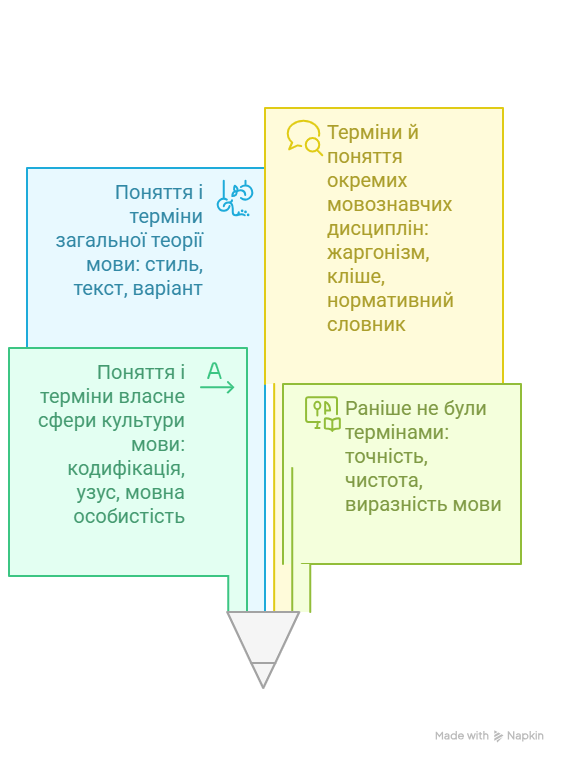 Поняття і
терміни
загальної теорії
мови: стиль,
текст, варіант
Терміни й
поняття
окремих
мовознавчих
дисциплін:
жаргонізм,
кліше,
нормативний
словник
Поняття і
терміни власне
сфери культури
мови:
кодифікація,
узус, мовна
особистість
Раніше не були
термінами:
точність,
чистота,
виразність мови
Made with Napkin